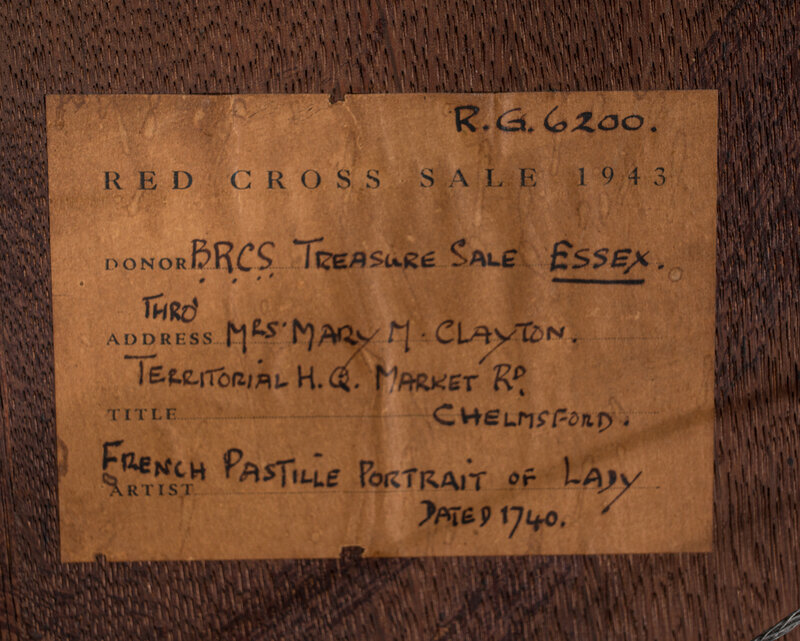 R.G. 6200.
RED CROSS SALE 1943
DONOR B.R.C.S. TREASURE SALE ESSEX.
THRO'
ADDRESS MRS. MARY M. CLAYTON.
TERRITORIAL H.Q. MARKET RD.
TITLE CHELMSFORD.
FRENCH PASTILLE PORTRAIT OF LADY
ARTIST
DATED 1740.